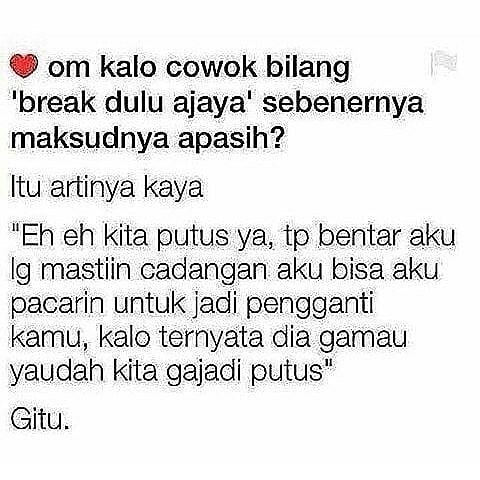 om kalo cowok bilang
'break dulu ajaya' sebenernya
maksudnya apasih?
Itu artinya kaya
"Eh eh kita putus ya, tp bentar aku
lg mastiin cadangan aku bisa aku
pacarin untuk jadi pengganti
kamu, kalo ternyata dia gamau
yaudah kita gajadi putus"
Gitu.